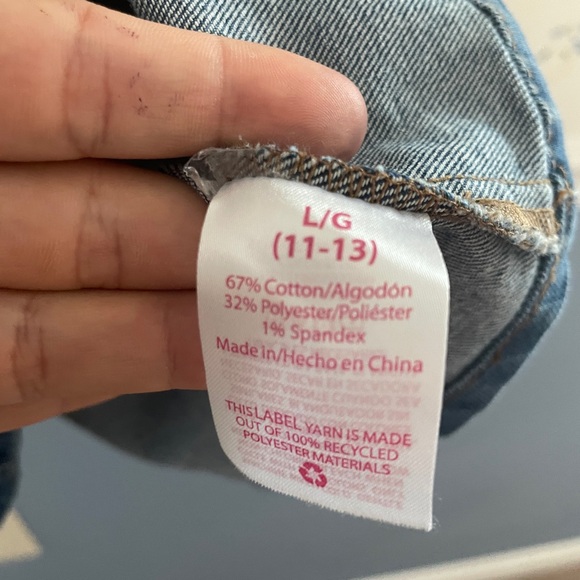 L/G
(11-13)
67% Cotton/Algodón
32% Polyester/Poliéster
1% Spandex
Made in/Hecho en China
THIS LABEL YARN IS MADE
OUT OF 100% RECYCLED
POLYESTER MATERIALS